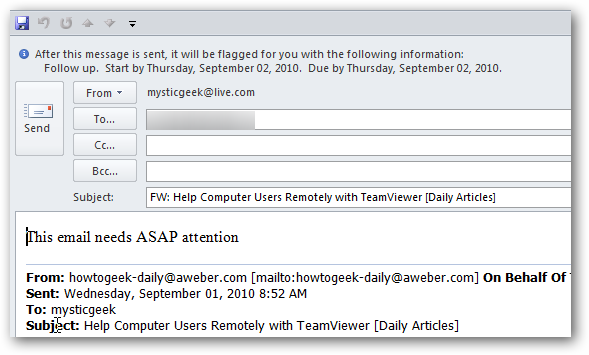 After this message is sent, it will be flagged for you with the following information:
Follow up.  Start by Thursday, September 02, 2010.  Due by Thursday, September 02, 2010.
Send
From
mysticgeek@live.com
To...
Cc...
Bcc...
Subject:
FW: Help Computer Users Remotely with TeamViewer [Daily Articles]
This email needs ASAP attention
From: howtogeek-daily@aweber.com [mailto:howtogeek-daily@aweber.com] On Behalf Of
Sent: Wednesday, September 01, 2010 8:52 AM
To: mysticgeek
Subject: Help Computer Users Remotely with TeamViewer [Daily Articles]